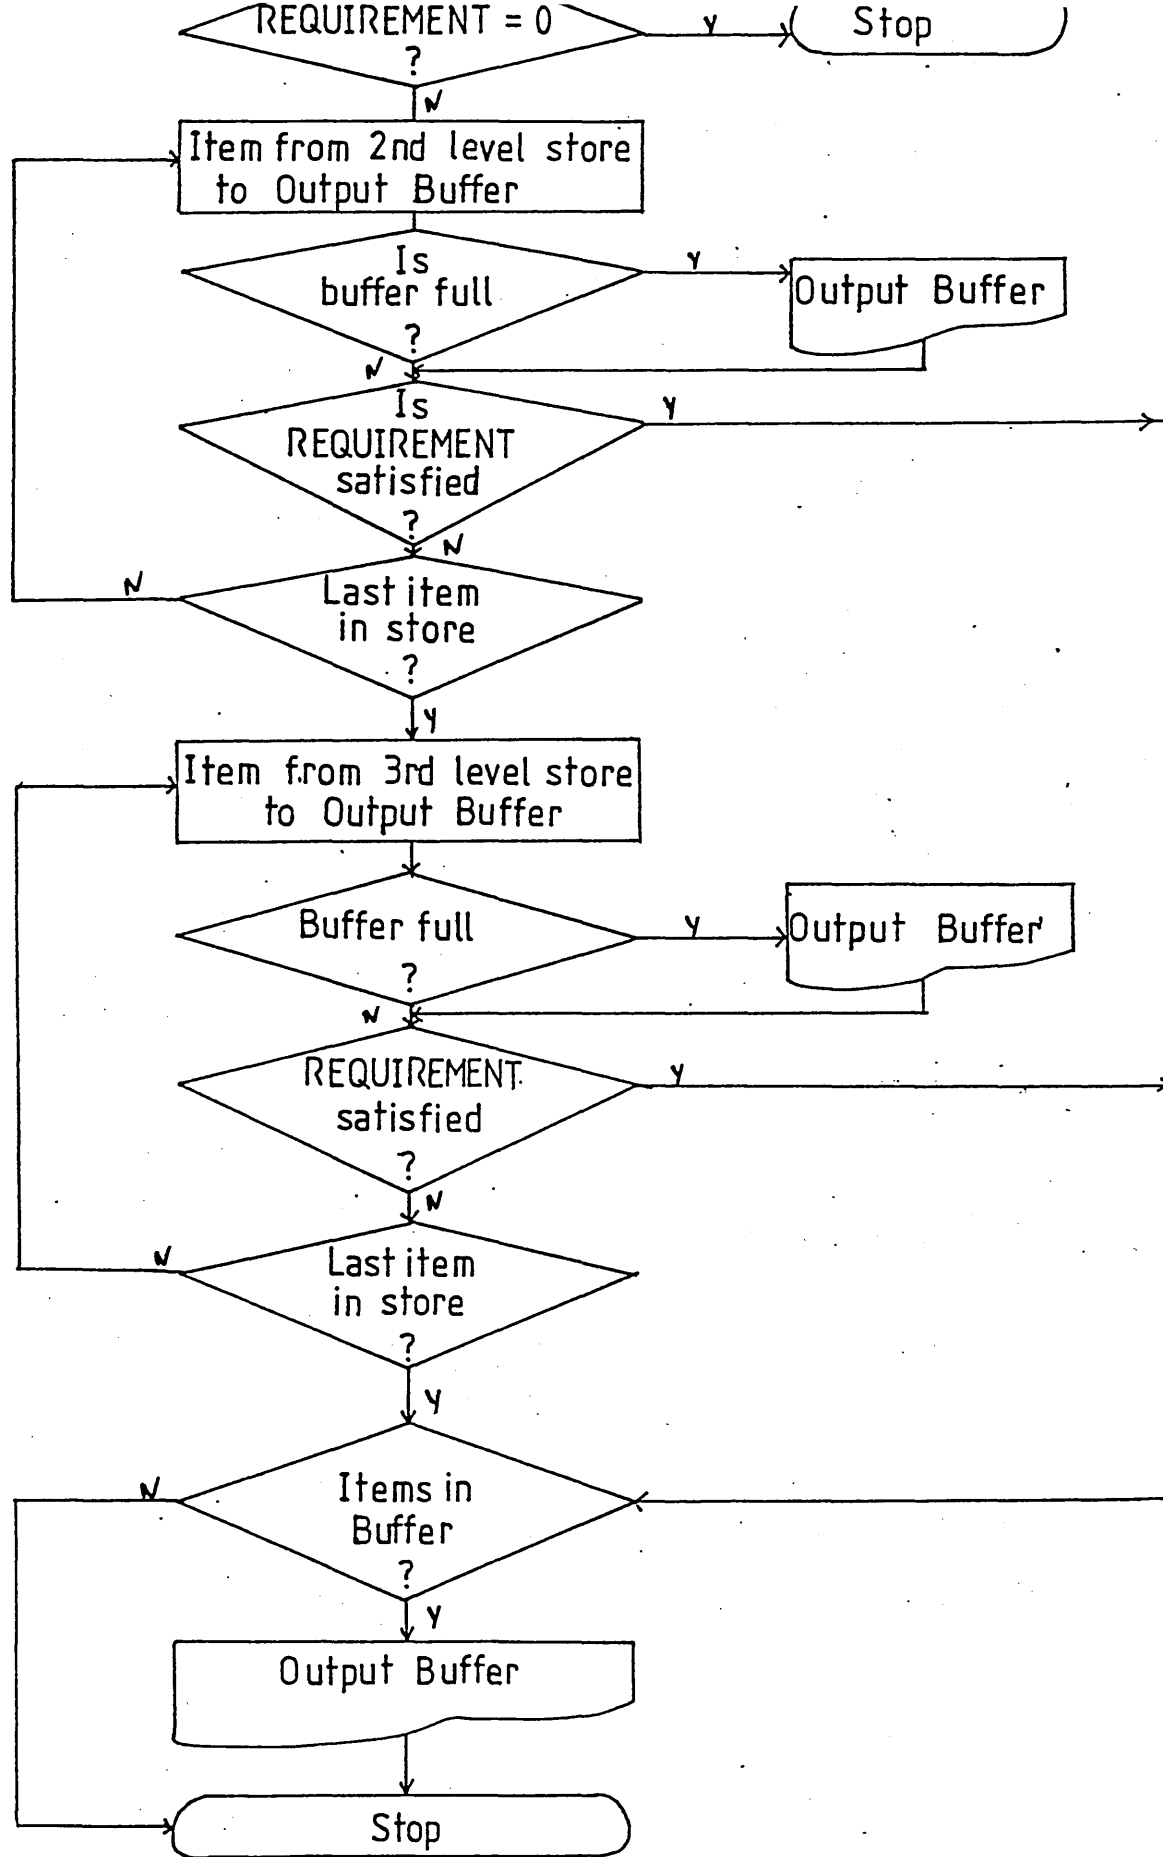 REQUIREMENT = 0
?
Y
Stop
N
Item from 2nd level store
to Output Buffer
Is
buffer full
?
Y
Output Buffer
N
Is
REQUIREMENT
satisfied
?
Y
N
Last item
in store
?
N
Y
Item from 3rd level store
to Output Buffer
Buffer full
?
Y
Output Buffer
N
REQUIREMENT
satisfied
?
Y
N
Last item
in store
?
N
Y
Items in
Buffer
?
N
Y
Output Buffer
Stop